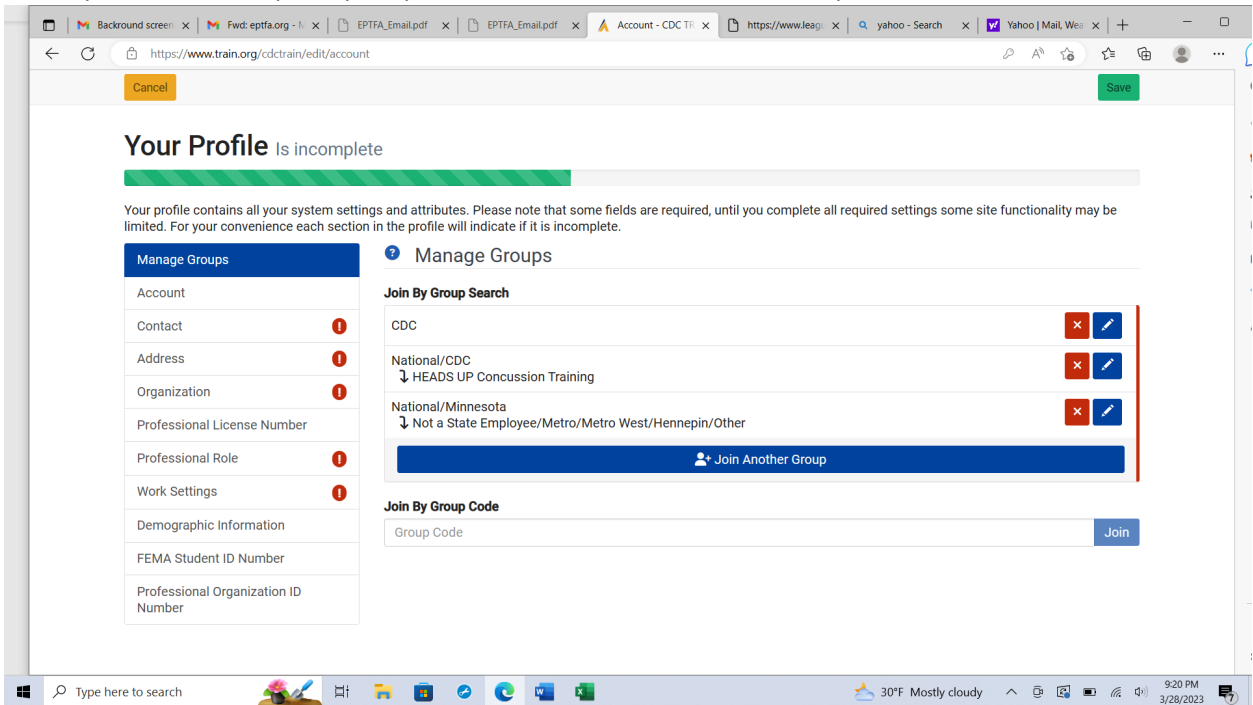 Backround screen
Fwd: eptfa.org - M
EPTFA_Email.pdf
EPTFA_Email.pdf
Account - CDC TR
https://www.leagu
yahoo - Search
Yahoo | Mail, Wea
https://www.train.org/cdctrain/edit/account
Cancel
Save
Your Profile Is incomplete
Your profile contains all your system settings and attributes. Please note that some fields are required, until you complete all required settings some site functionality may be
limited. For your convenience each section in the profile will indicate if it is incomplete.
Manage Groups
Account
Contact
Address
Organization
Professional License Number
Professional Role
Work Settings
Demographic Information
FEMA Student ID Number
Professional Organization ID
Number
Manage Groups
Join By Group Search
CDC
National/CDC
HEADS UP Concussion Training
National/Minnesota
Not a State Employee/Metro/Metro West/Hennepin/Other
Join Another Group
Join By Group Code
Group Code
Join
Type here to search
30°F Mostly cloudy
9:20 PM
3/28/2023
7